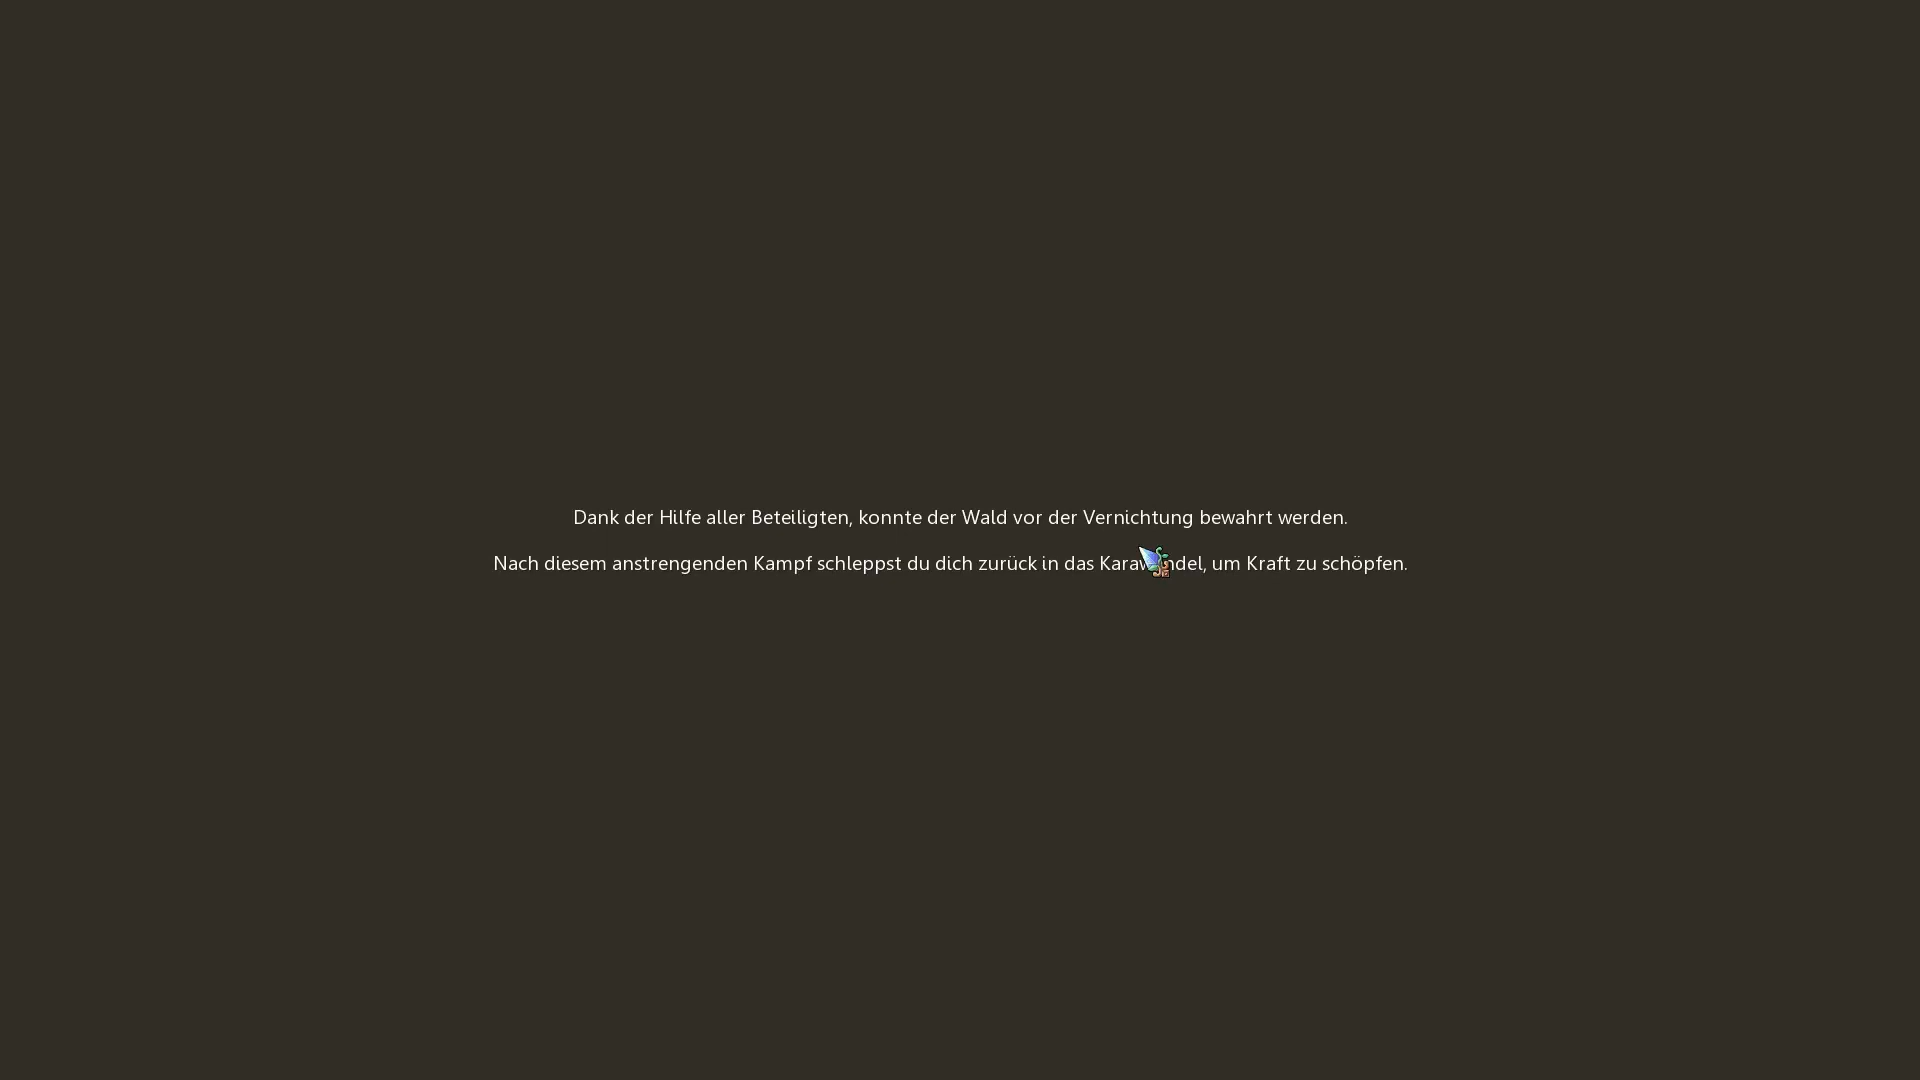 Dank der Hilfe aller Beteiligten, konnte der Wald vor der Vernichtung bewahrt werden.
Nach diesem anstrengenden Kampf schleppst du dich zurück in das um Kraft zu schöpfen.